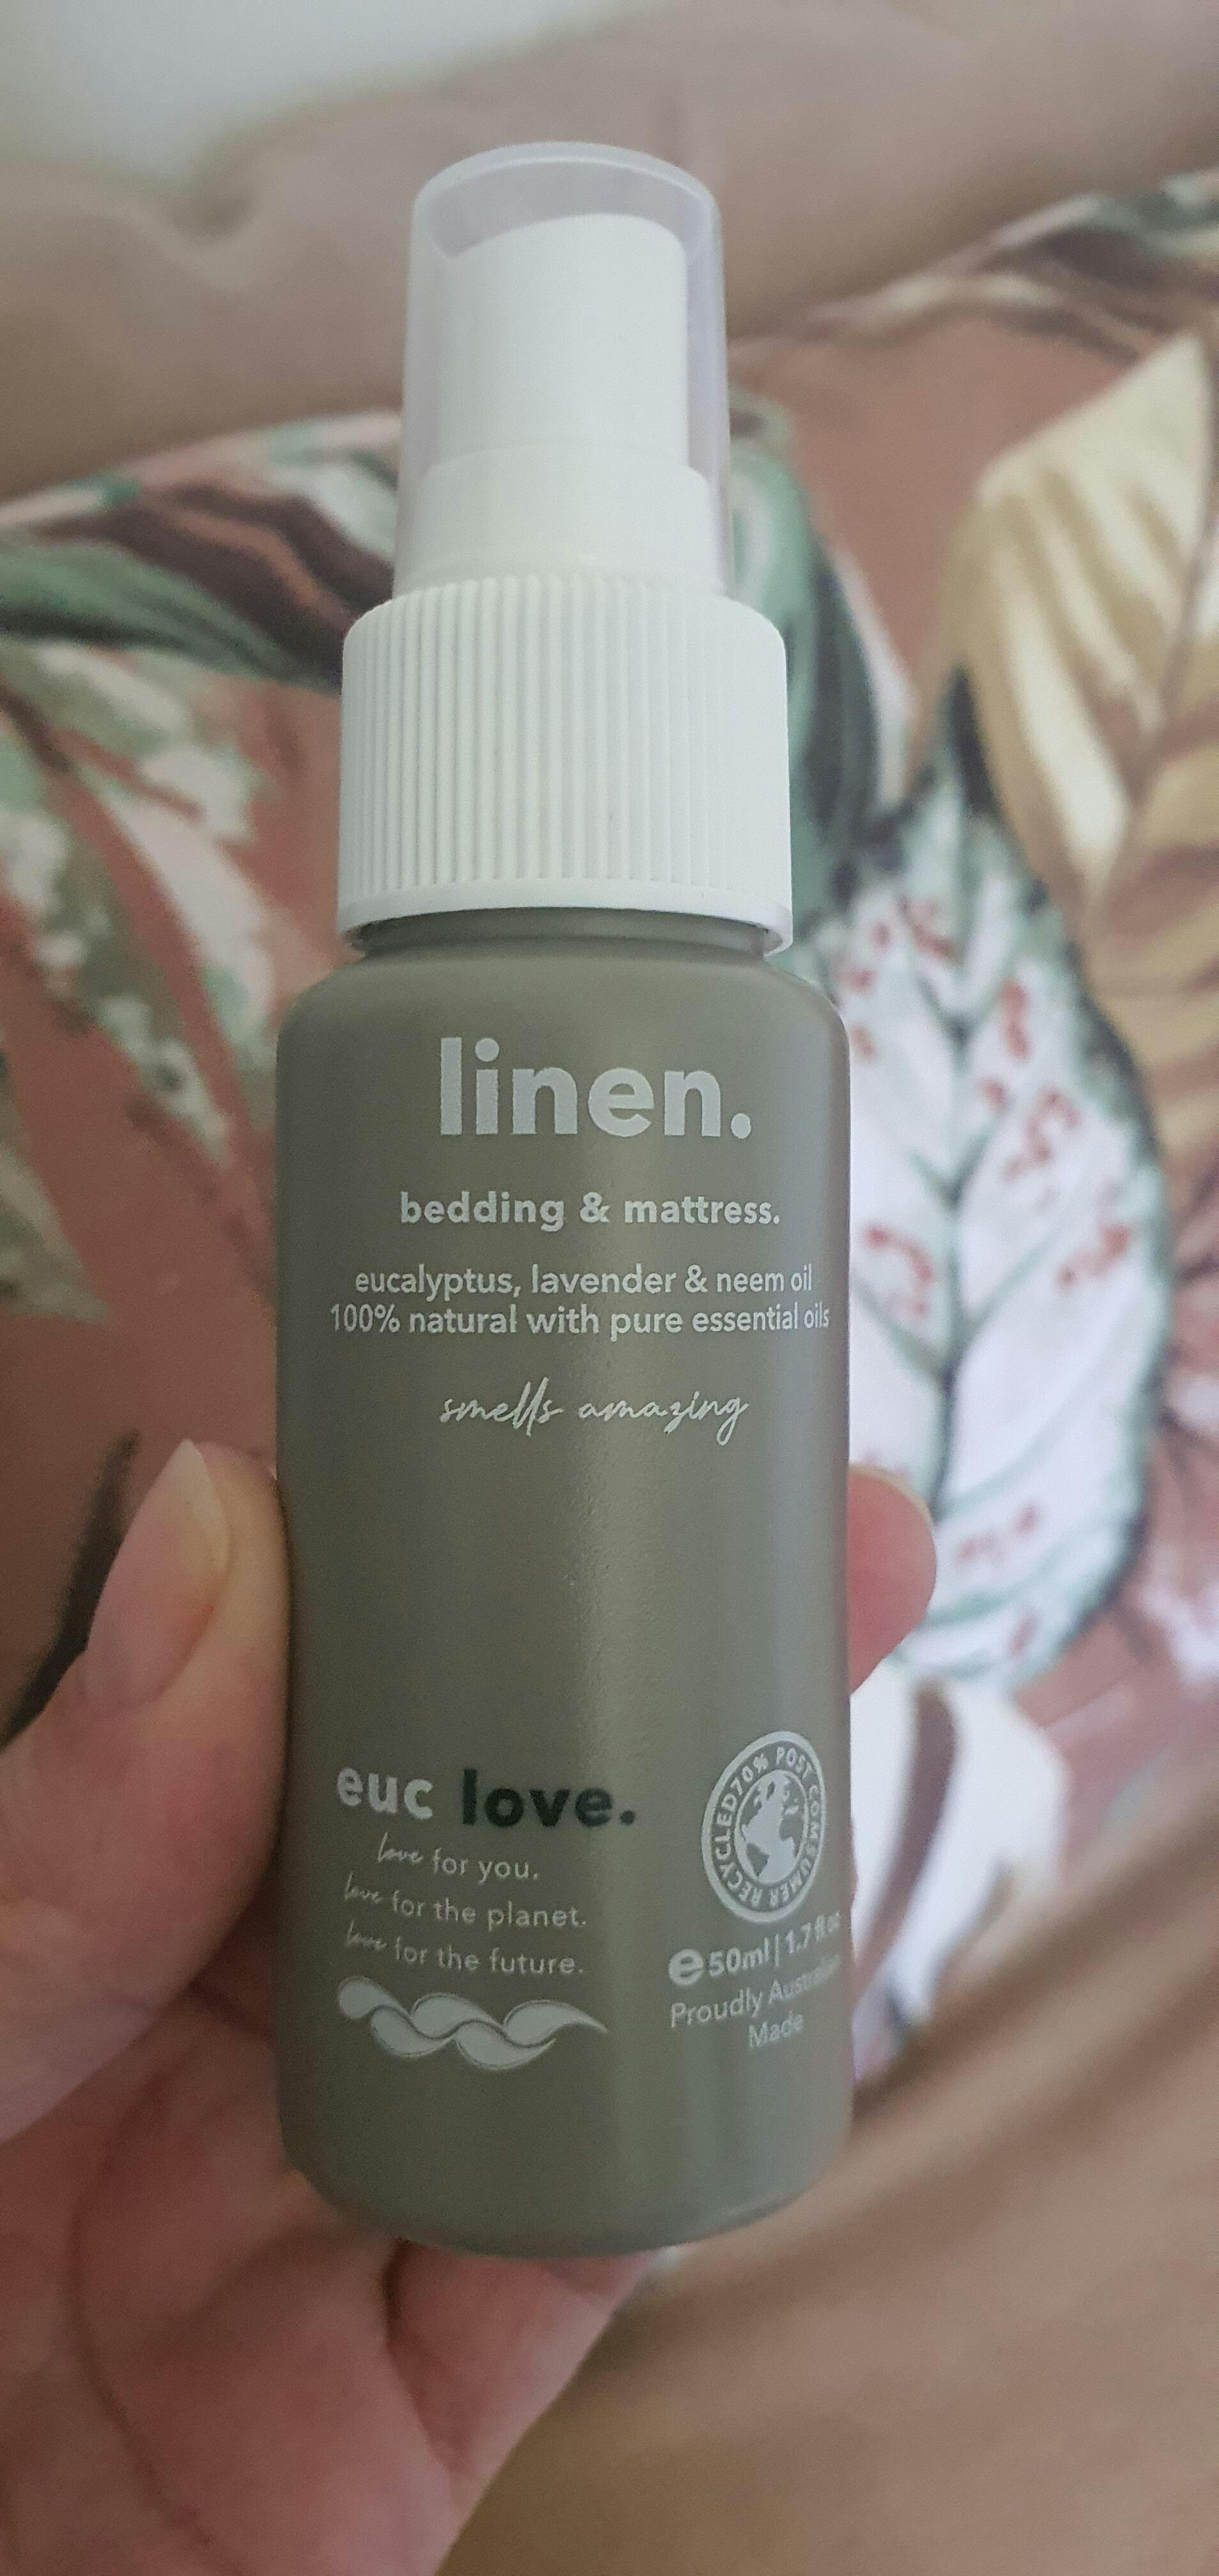 linen.
bedding & mattress.
eucalyptus, lavender & neem oil
100% natural with pure essential oils
smells amazing
euc love.
love for you.
love for the planet.
love for the future.
70% POST COMSUMER RECYCLED
e50ml | 1.7 fl oz
Proudly Australian
Made